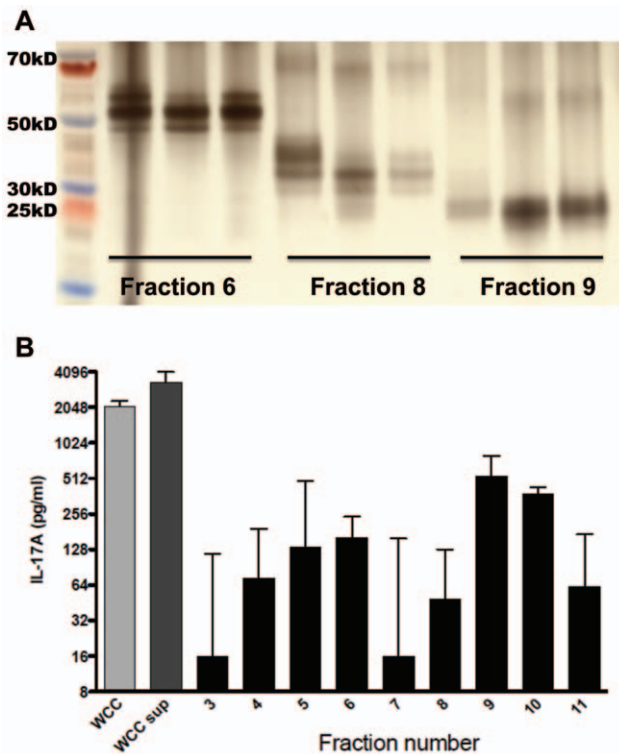 A
70kD
50kD
30kD
25kD
Fraction 6 Fraction 8 Fraction 9
B
IL-17A (pg/ml)
4096
2048
1024
512
256
128
64
32
16
8
WCC WCC sup 3 4 5 6 7 8 9 10 11
Fraction number